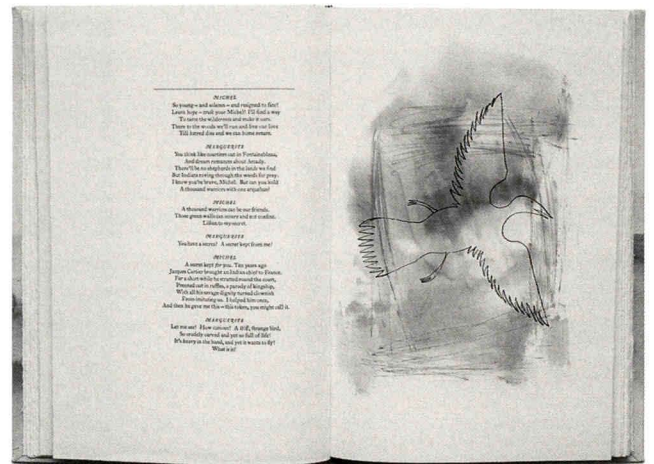 MICHEL
So young – and solemn – and resigned to fate!
Learn hope – trust your Michel! I'll find a way
To tame the wilderness and make it ours.
There to the woods we'll run and live our love
Till hatred dies and we can home return.
MARGUERITE
You think like courtiers out in Fontainebleau,
And dream romances about Arcady.
There'll be no shepherds in the lands we find
But Indians roving through the woods for prey.
I know you're brave, Michel. But can you hold
A thousand warriors with one arquebus?
MICHEL
A thousand warriors can be our friends.
Those green walls can secure and not confine.
Listen to my secret.
MARGUERITE
You have a secret? A secret kept from me?
MICHEL
A secret kept for you. Ten years ago
Jacques Cartier brought an Indian chief to France.
For a short while he strutted round the court,
Preened out in ruffles, a parody of kingship,
With all his savage dignity turned clownish
From imitating us. I helped him once,
And then he gave me this – this token, you might call it.
MARGUERITE
Let me see! How curious! A strange bird,
So crudely carved and yet so full of life!
It's heavy in the hand, and yet it wants to fly!
What is it?